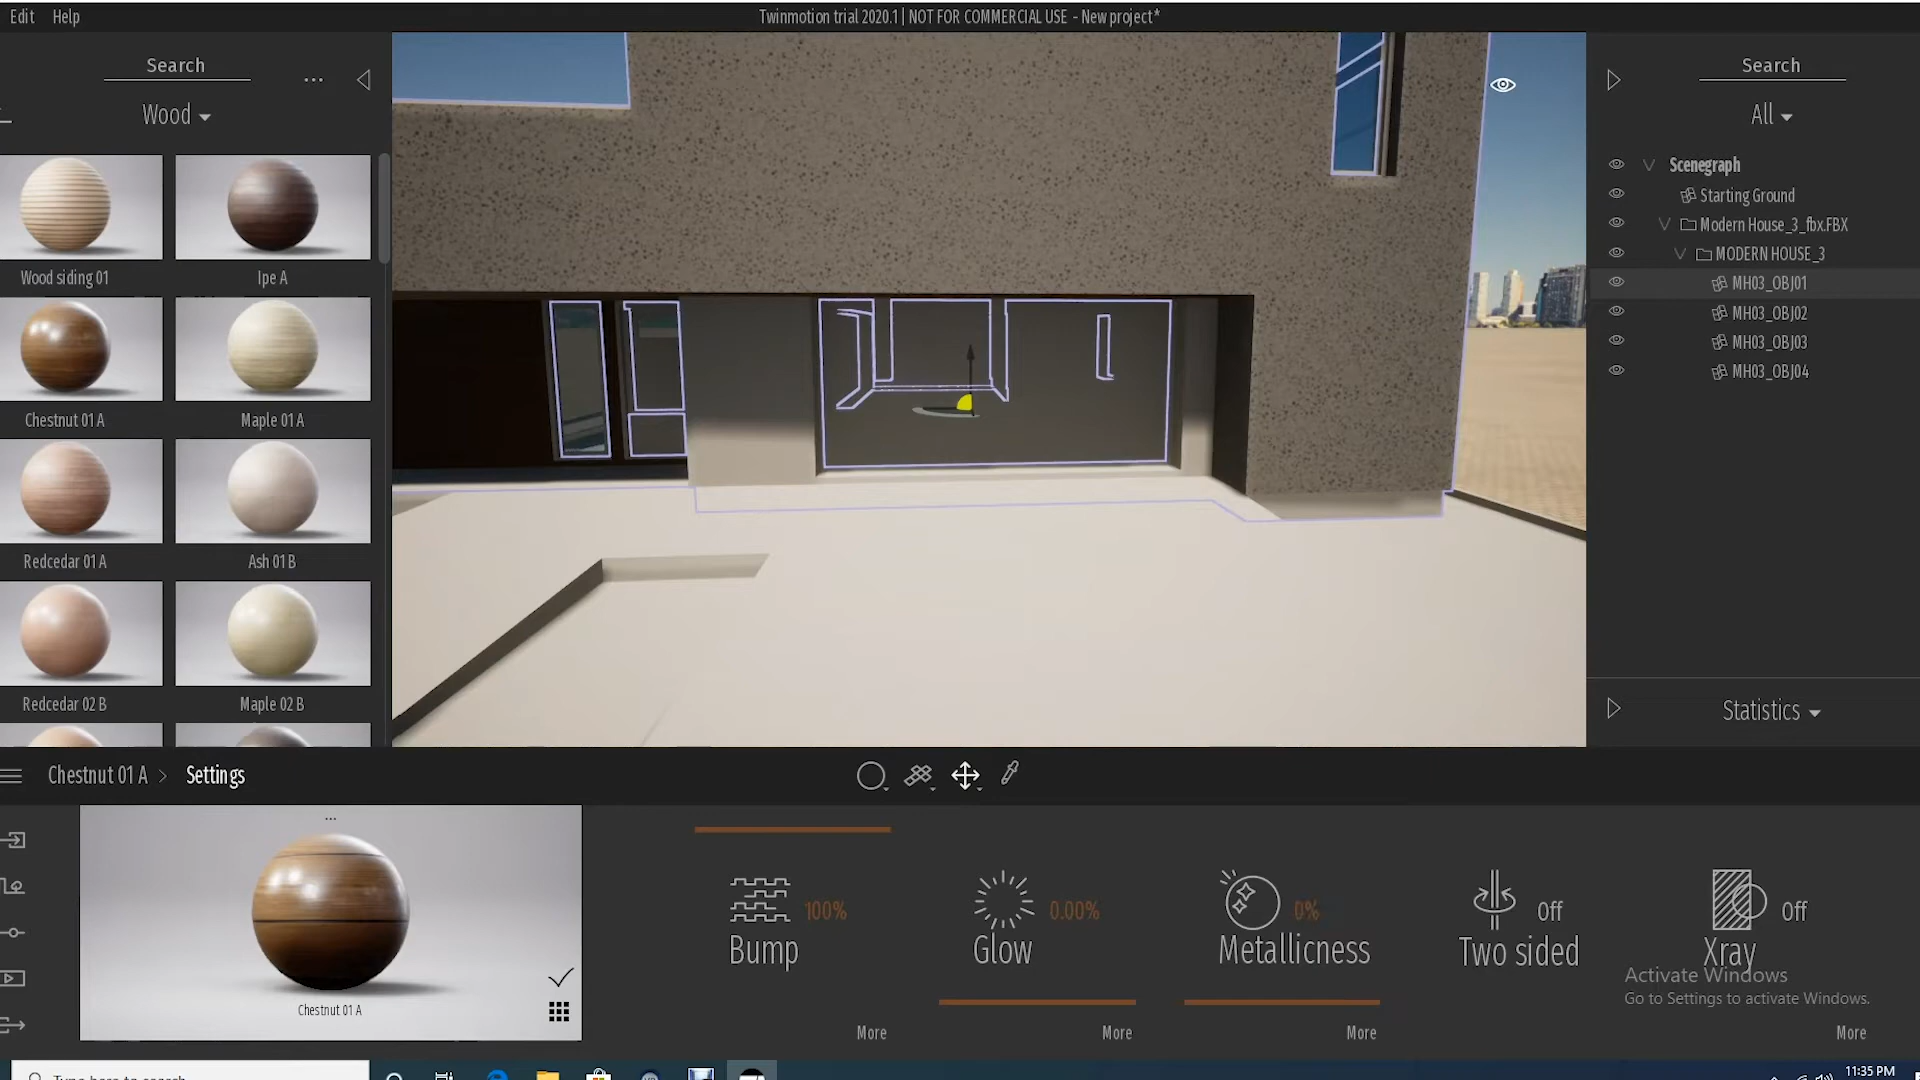 Edit Help
Twinmotion trial 2020.1 | NOT FOR COMMERCIAL USE - New project*
Search
...
Wood
Wood siding 01
Ipe A
Chestnut 01 A
Maple 01 A
Redcedar 01 A
Ash 01 B
Redcedar 02 B
Maple 02 B
Search
All
Scenegraph
Starting Ground
Modern House_3_fbx.FBX
MODERN HOUSE_3
MH03_OBJ01
MH03_OBJ02
MH03_OBJ03
MH03_OBJ04
Statistics
Chestnut 01 A > Settings
...
Chestnut 01 A
100%
Bump
More
0.00%
Glow
More
0%
Metallicness
More
Off
Two sided
Off
Xray
More
Activate Windows
Go to Settings to activate Windows.
Type here to search
11:35 PM